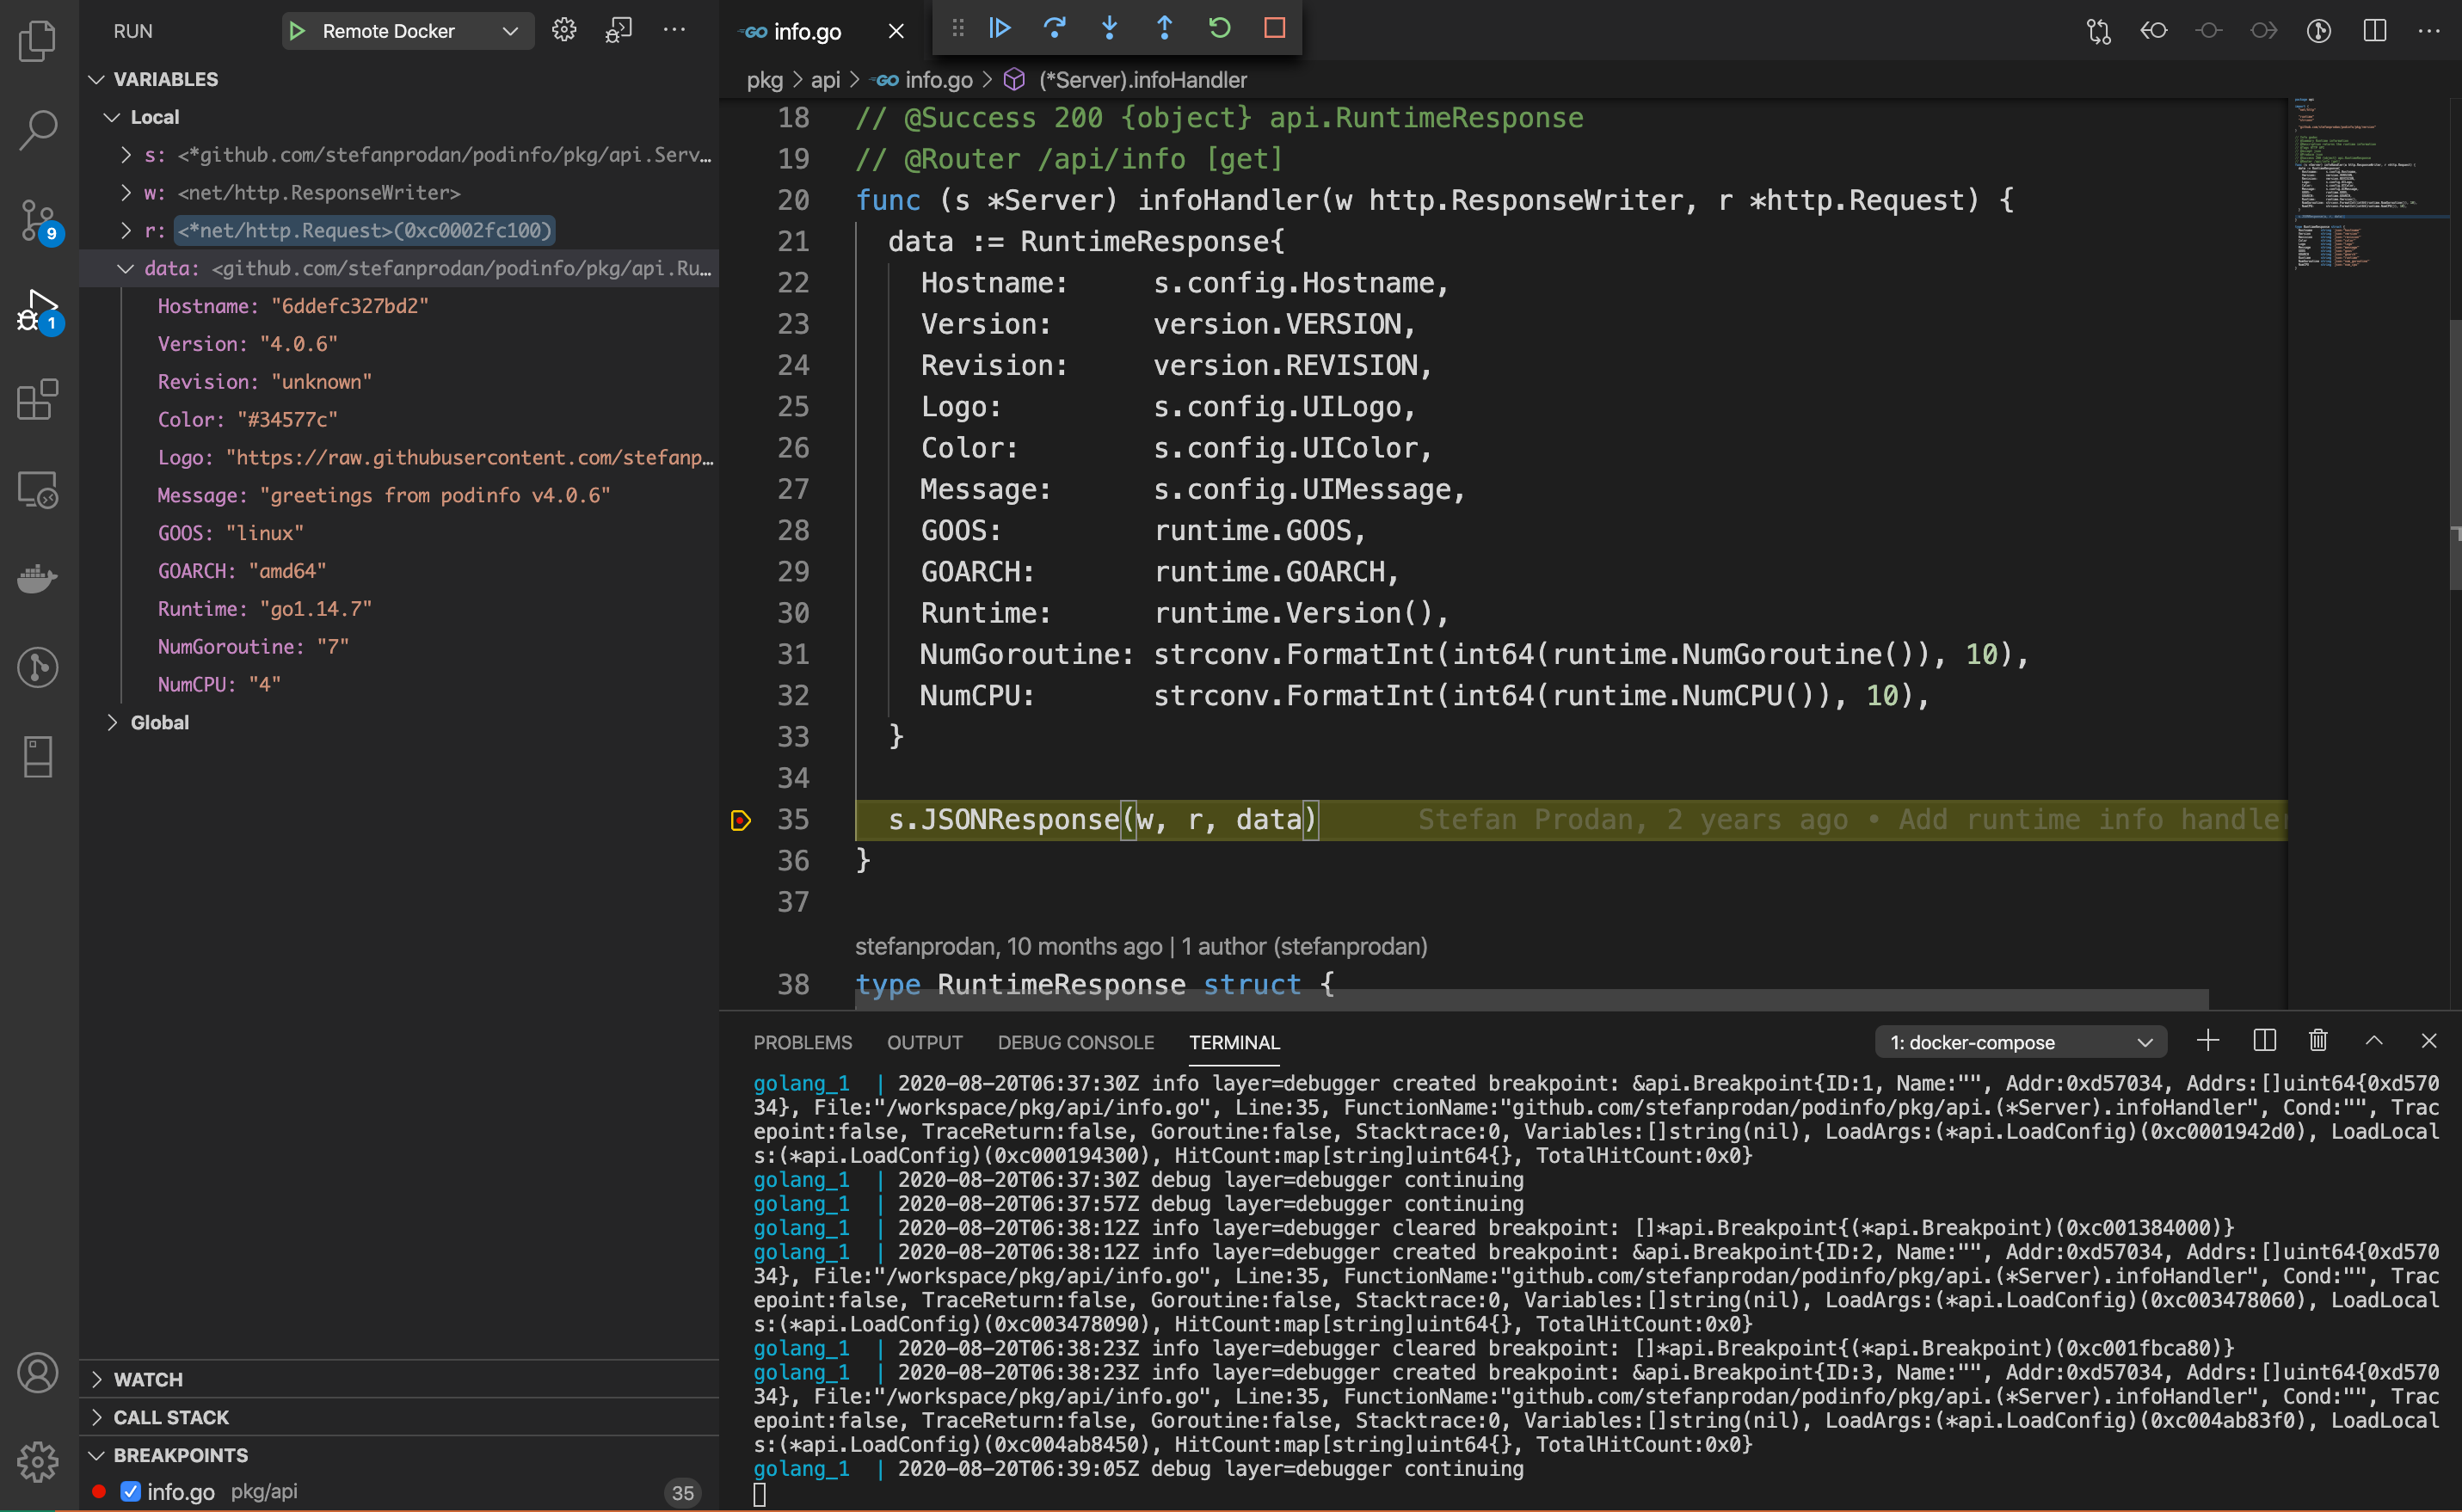 RUN
Remote Docker
VARIABLES
Local
s: <*github.com/stefanprodan/podinfo/pkg/api.Serv…
w: <net/http.ResponseWriter>
r: <*net/http.Request>(0xc0002fc100)
data: <github.com/stefanprodan/podinfo/pkg/api.Ru…
Hostname: "6ddefc327bd2"
Version: "4.0.6"
Revision: "unknown"
Color: "#34577c"
Logo: "https://raw.githubusercontent.com/stefanp…
Message: "greetings from podinfo v4.0.6"
GOOS: "linux"
GOARCH: "amd64"
Runtime: "go1.14.7"
NumGoroutine: "7"
NumCPU: "4"
Global
WATCH
CALL STACK
BREAKPOINTS
info.go pkg/api 35
9
1
GO info.go
pkg > api > GO info.go > (*Server).infoHandler
18 // @Success 200 {object} api.RuntimeResponse
19 // @Router /api/info [get]
20 func (s *Server) infoHandler(w http.ResponseWriter, r *http.Request) {
21 data := RuntimeResponse{
22 Hostname: s.config.Hostname,
23 Version: version.VERSION,
24 Revision: version.REVISION,
25 Logo: s.config.UILogo,
26 Color: s.config.UIColor,
27 Message: s.config.UIMessage,
28 GOOS: runtime.GOOS,
29 GOARCH: runtime.GOARCH,
30 Runtime: runtime.Version(),
31 NumGoroutine: strconv.FormatInt(int64(runtime.NumGoroutine()), 10),
32 NumCPU: strconv.FormatInt(int64(runtime.NumCPU()), 10),
33 }
34
35 s.JSONResponse(w, r, data) Stefan Prodan, 2 years ago • Add runtime info handler
36 }
37
stefanprodan, 10 months ago | 1 author (stefanprodan)
38 type RuntimeResponse struct {
PROBLEMS OUTPUT DEBUG CONSOLE TERMINAL 1: docker-compose
golang_1 | 2020-08-20T06:37:30Z info layer=debugger created breakpoint: &api.Breakpoint{ID:1, Name:"", Addr:0xd57034, Addrs:[]uint64{0xd570
34}, File:"/workspace/pkg/api/info.go", Line:35, FunctionName:"github.com/stefanprodan/podinfo/pkg/api.(*Server).infoHandler", Cond:"", Trac
epoint:false, TraceReturn:false, Goroutine:false, Stacktrace:0, Variables:[]string(nil), LoadArgs:(*api.LoadConfig)(0xc0001942d0), LoadLocal
s:(*api.LoadConfig)(0xc000194300), HitCount:map[string]uint64{}, TotalHitCount:0x0}
golang_1 | 2020-08-20T06:37:30Z debug layer=debugger continuing
golang_1 | 2020-08-20T06:37:57Z debug layer=debugger continuing
golang_1 | 2020-08-20T06:38:12Z info layer=debugger cleared breakpoint: []*api.Breakpoint{(*api.Breakpoint)(0xc001384000)}
golang_1 | 2020-08-20T06:38:12Z info layer=debugger created breakpoint: &api.Breakpoint{ID:2, Name:"", Addr:0xd57034, Addrs:[]uint64{0xd570
34}, File:"/workspace/pkg/api/info.go", Line:35, FunctionName:"github.com/stefanprodan/podinfo/pkg/api.(*Server).infoHandler", Cond:"", Trac
epoint:false, TraceReturn:false, Goroutine:false, Stacktrace:0, Variables:[]string(nil), LoadArgs:(*api.LoadConfig)(0xc003478060), LoadLocal
s:(*api.LoadConfig)(0xc003478090), HitCount:map[string]uint64{}, TotalHitCount:0x0}
golang_1 | 2020-08-20T06:38:23Z info layer=debugger cleared breakpoint: []*api.Breakpoint{(*api.Breakpoint)(0xc001fbca80)}
golang_1 | 2020-08-20T06:38:23Z info layer=debugger created breakpoint: &api.Breakpoint{ID:3, Name:"", Addr:0xd57034, Addrs:[]uint64{0xd570
34}, File:"/workspace/pkg/api/info.go", Line:35, FunctionName:"github.com/stefanprodan/podinfo/pkg/api.(*Server).infoHandler", Cond:"", Trac
epoint:false, TraceReturn:false, Goroutine:false, Stacktrace:0, Variables:[]string(nil), LoadArgs:(*api.LoadConfig)(0xc004ab83f0), LoadLocal
s:(*api.LoadConfig)(0xc004ab8450), HitCount:map[string]uint64{}, TotalHitCount:0x0}
golang_1 | 2020-08-20T06:39:05Z debug layer=debugger continuing